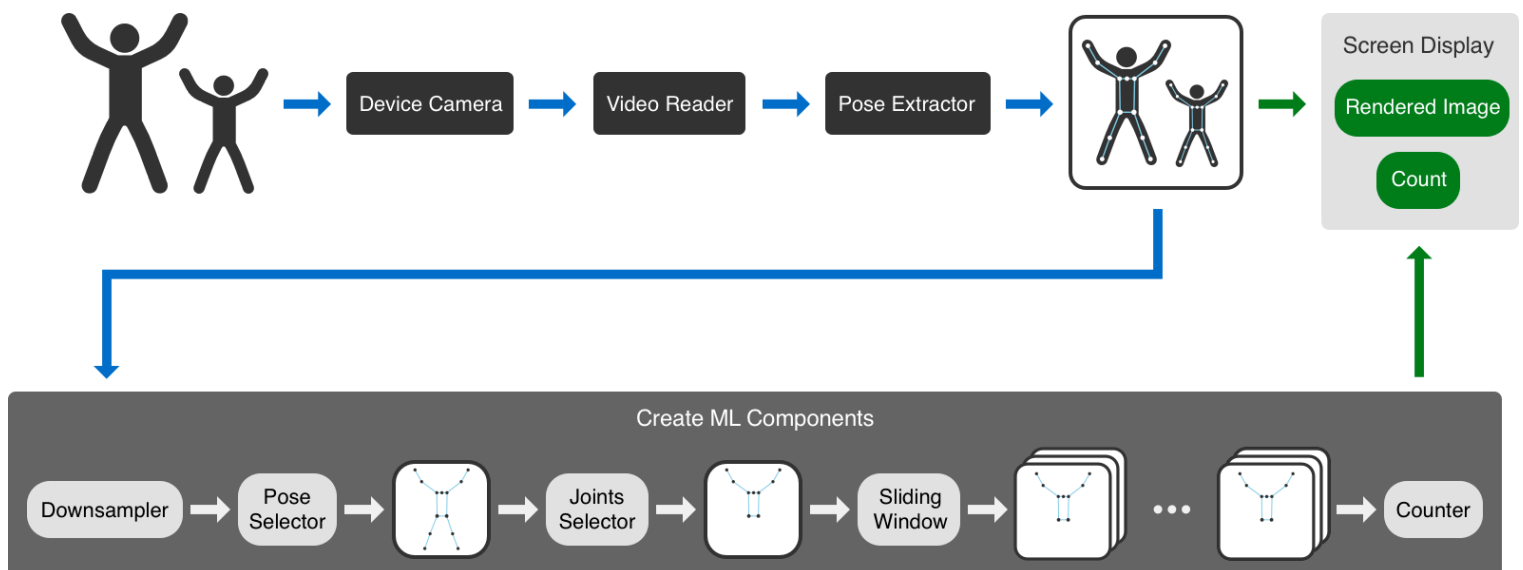 Screen Display
Device Camera
Video Reader
Pose Extractor
Rendered Image
Count
Create ML Components
Downsampler
Pose
Selector
Joints
Selector
Sliding
Window
Counter